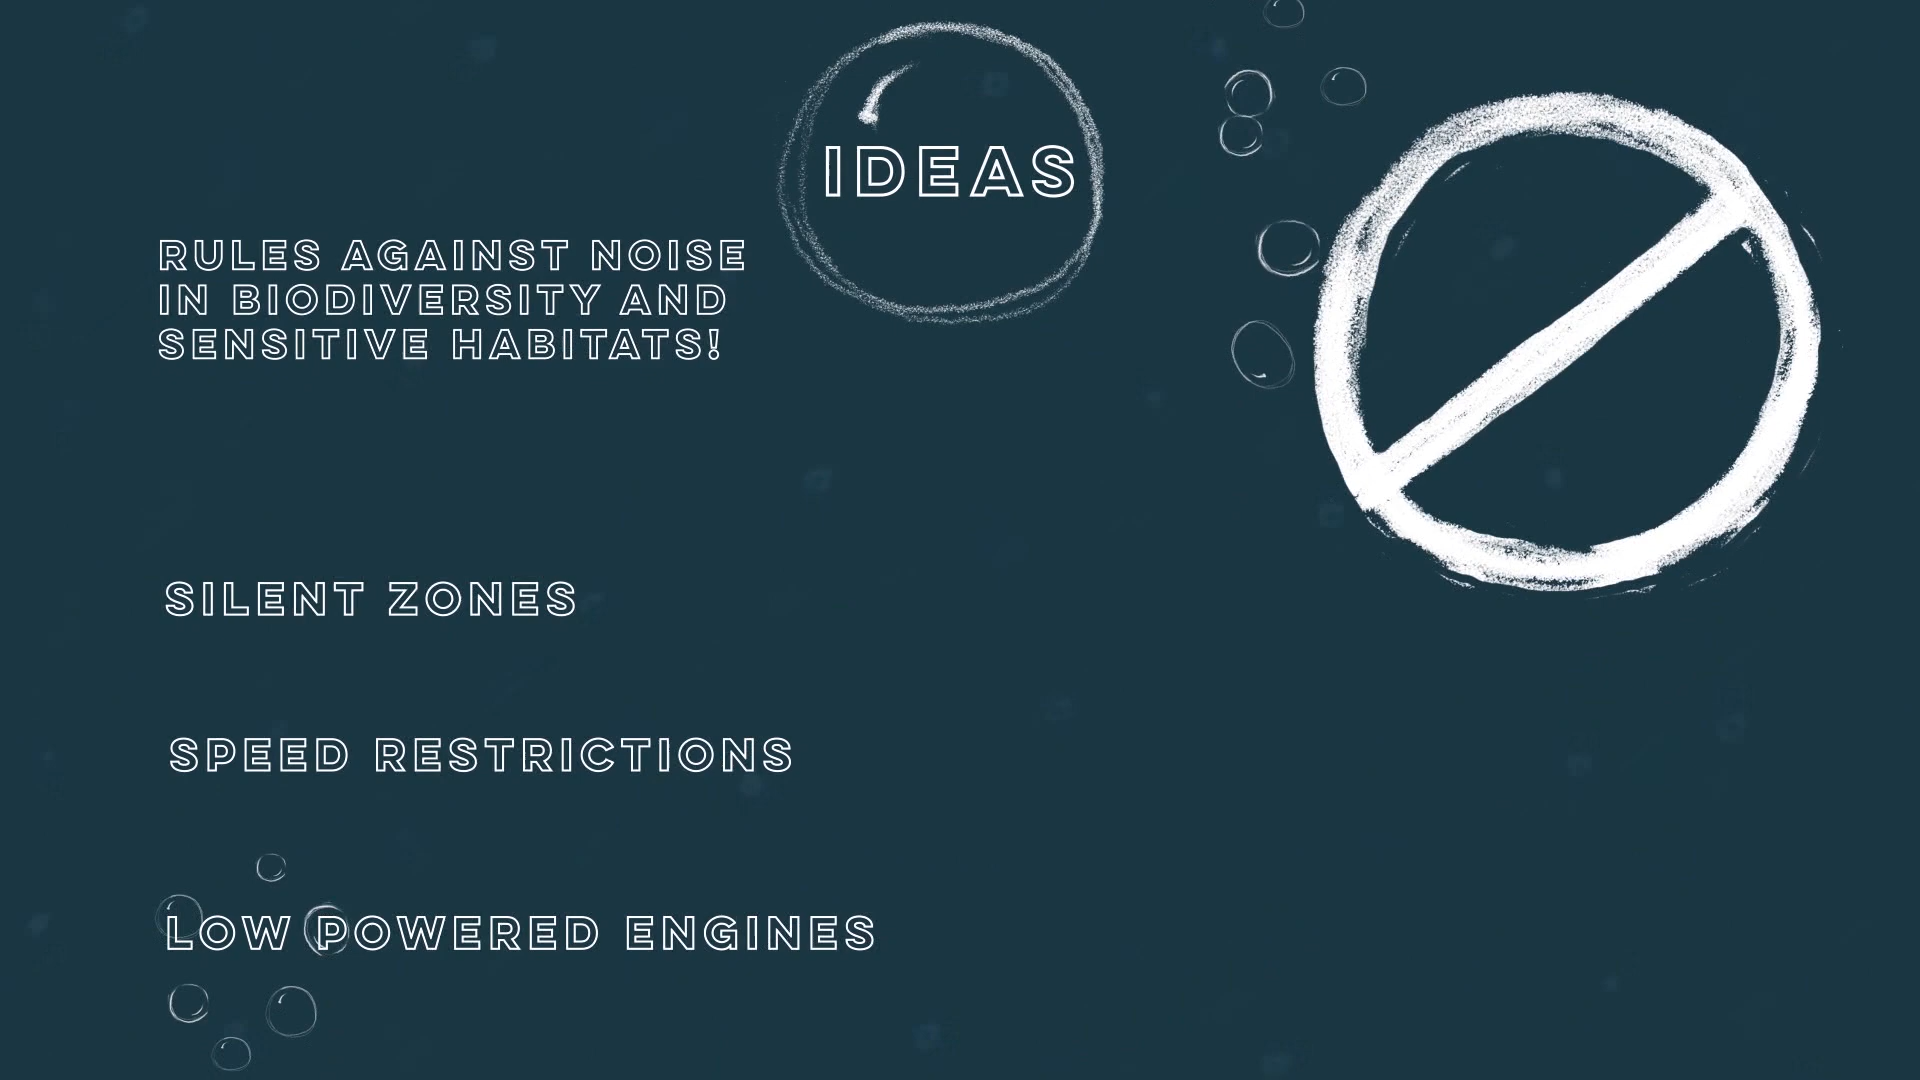 IDEAS
RULES AGAINST NOISE
IN BIODIVERSITY AND
SENSITIVE HABITATS!
SILENT ZONES
SPEED RESTRICTIONS
LOW POWERED ENGINES